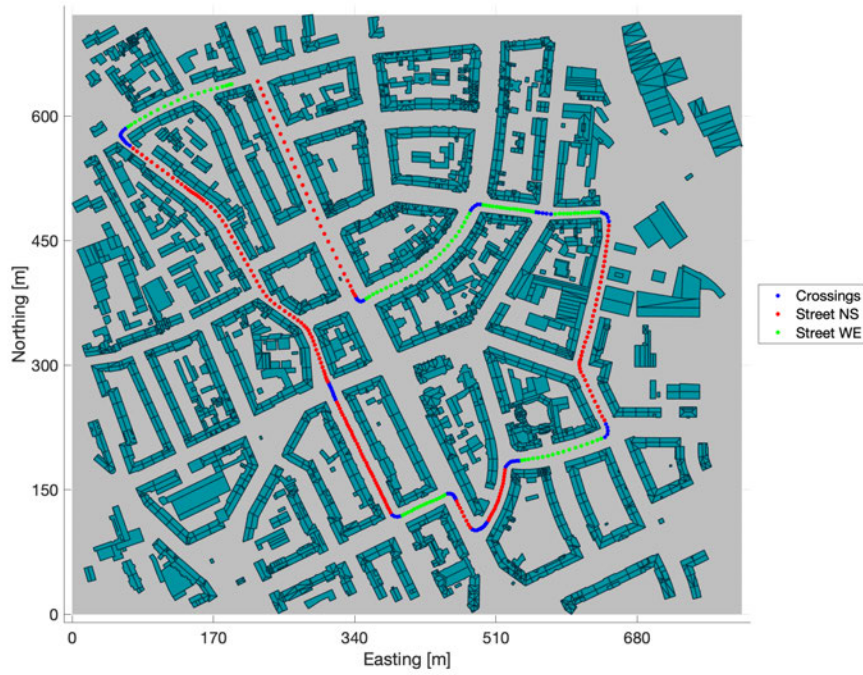 600
450
300
150
0
Northing [m]
0 170 340 510 680
Easting [m]
Crossings
Street NS
Street WE